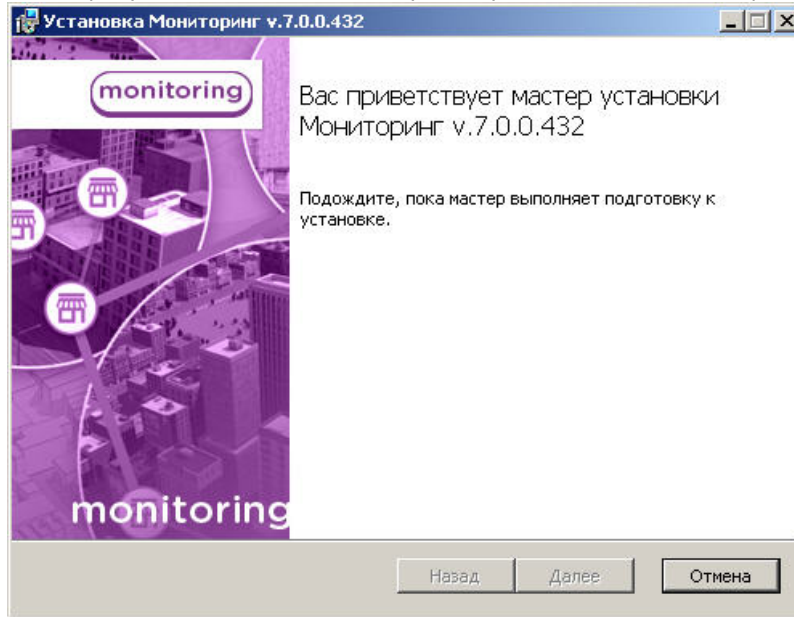 Установка Мониторинг v.7.0.0.432
monitoring
Вас приветствует мастер установки
Мониторинг v.7.0.0.432
Подождите, пока мастер выполняет подготовку к
установке.
monitoring
Назад
Далее
Отмена